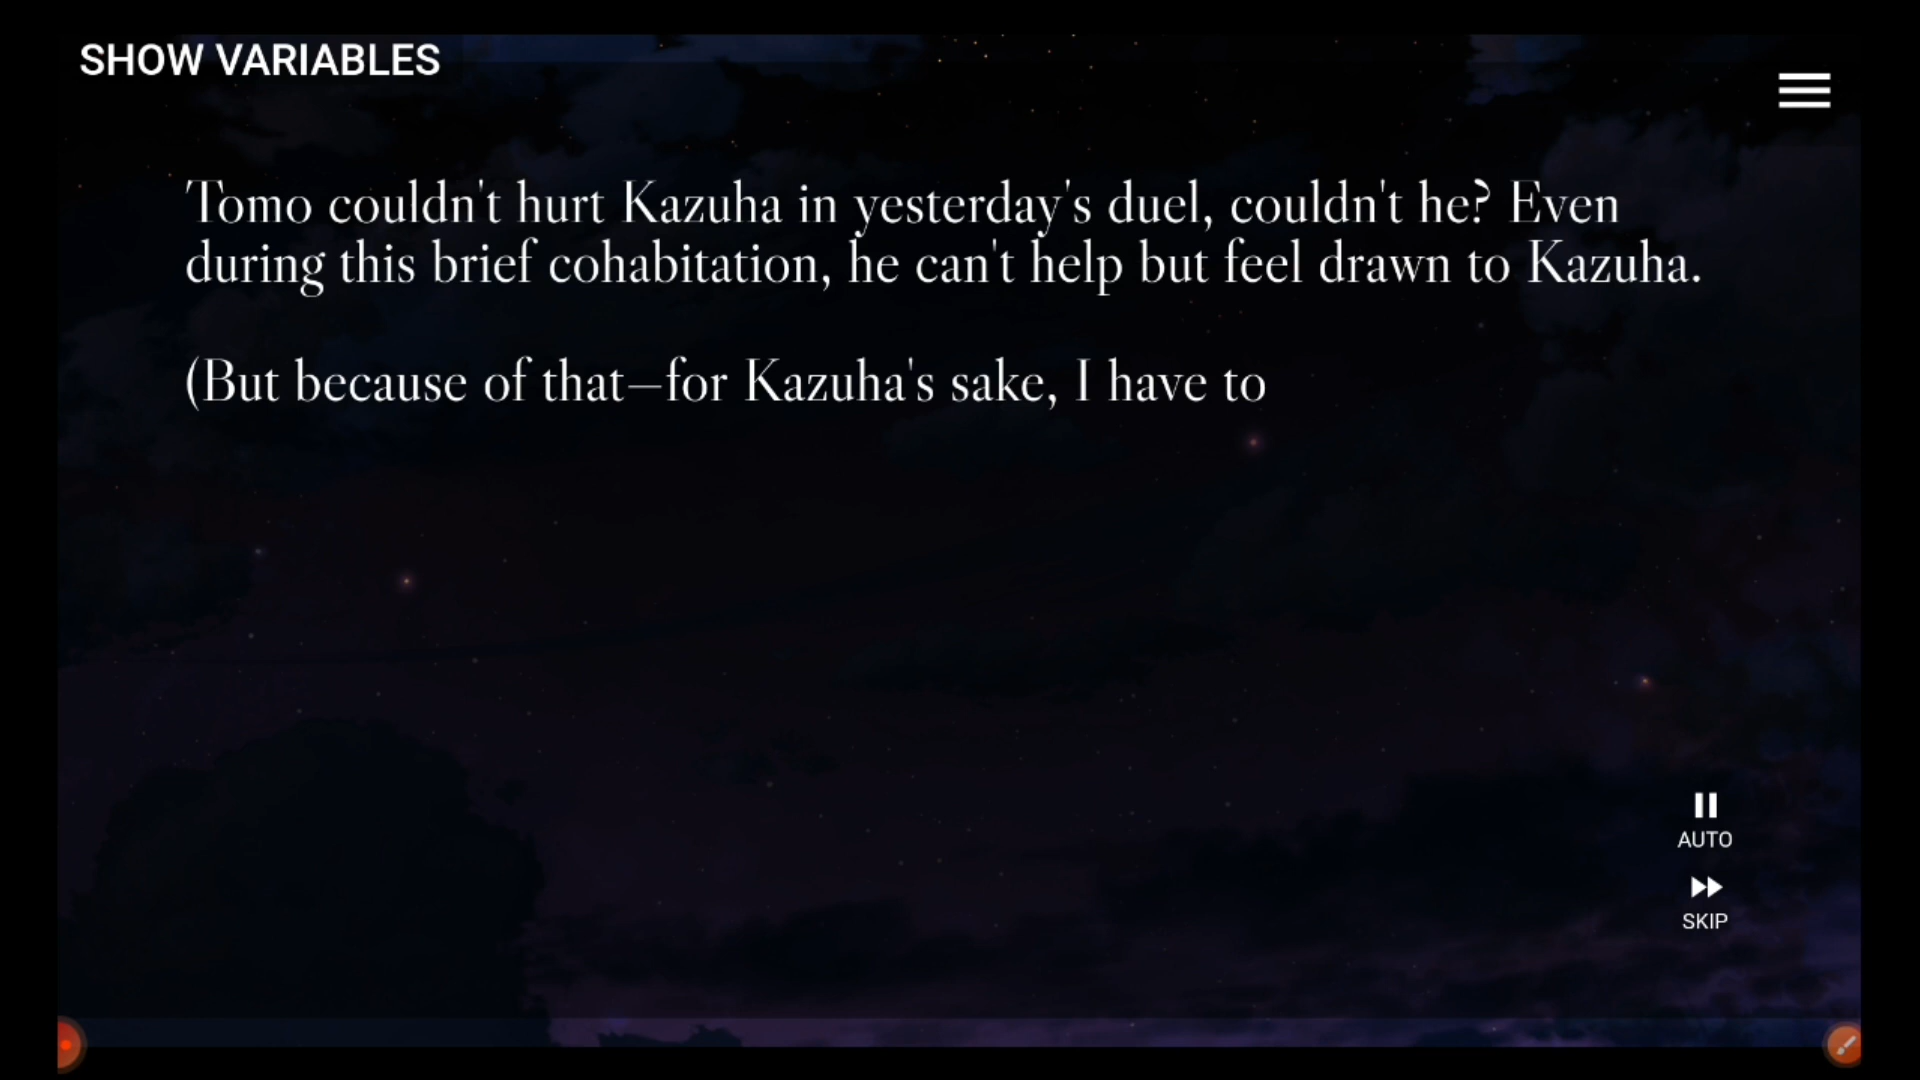 SHOW VARIABLES
Tomo couldn't hurt Kazuha in yesterday's duel, couldn't he? Even
during this brief cohabitation, he can't help but feel drawn to Kazuha.
(But because of that—for Kazuha's sake, I have to
AUTO
SKIP